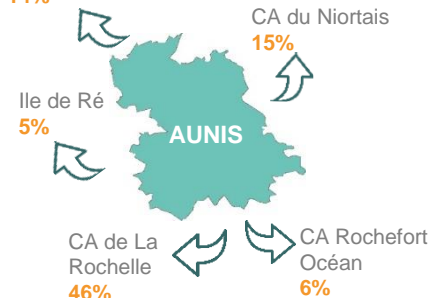 CA du Niortais
15%
Ile de Ré
5%
AUNIS
CA de La
Rochelle
46%
CA Rochefort
Océan
6%